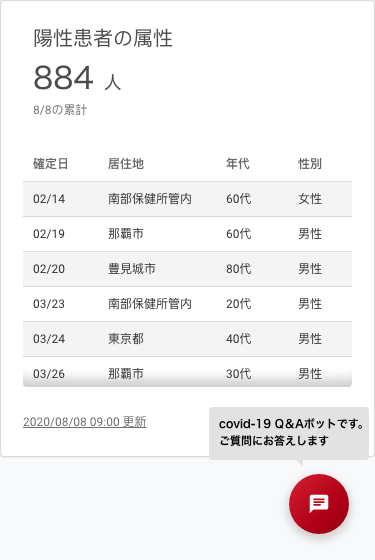 陽性患者の属性
884 人
8/8の累計
確定日 居住地 年代 性別
02/14 南部保健所管内 60代 女性
02/19 那覇市 60代 男性
02/20 豊見城市 80代 男性
03/23 南部保健所管内 20代 男性
03/24 東京都 40代 男性
03/26 那覇市 30代 男性
2020/08/08 09:00 更新
covid-19 Q&Aボットです。
ご質問にお答えします